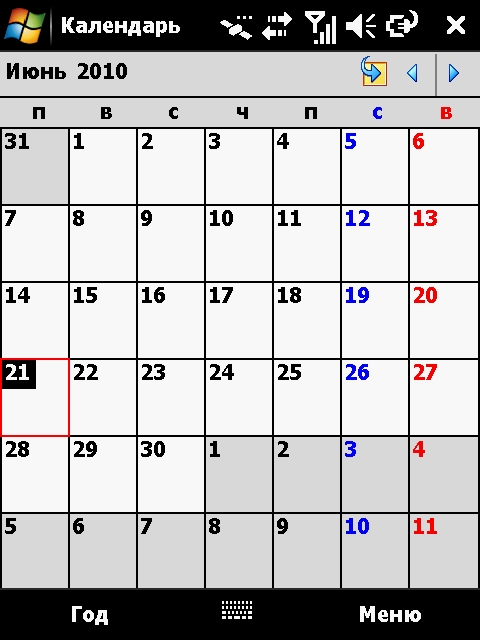 Календарь
Июнь 2010
п в с ч п с в
31 1 2 3 4 5 6
7 8 9 10 11 12 13
14 15 16 17 18 19 20
21 22 23 24 25 26 27
28 29 30 1 2 3 4
5 6 7 8 9 10 11
Год Меню